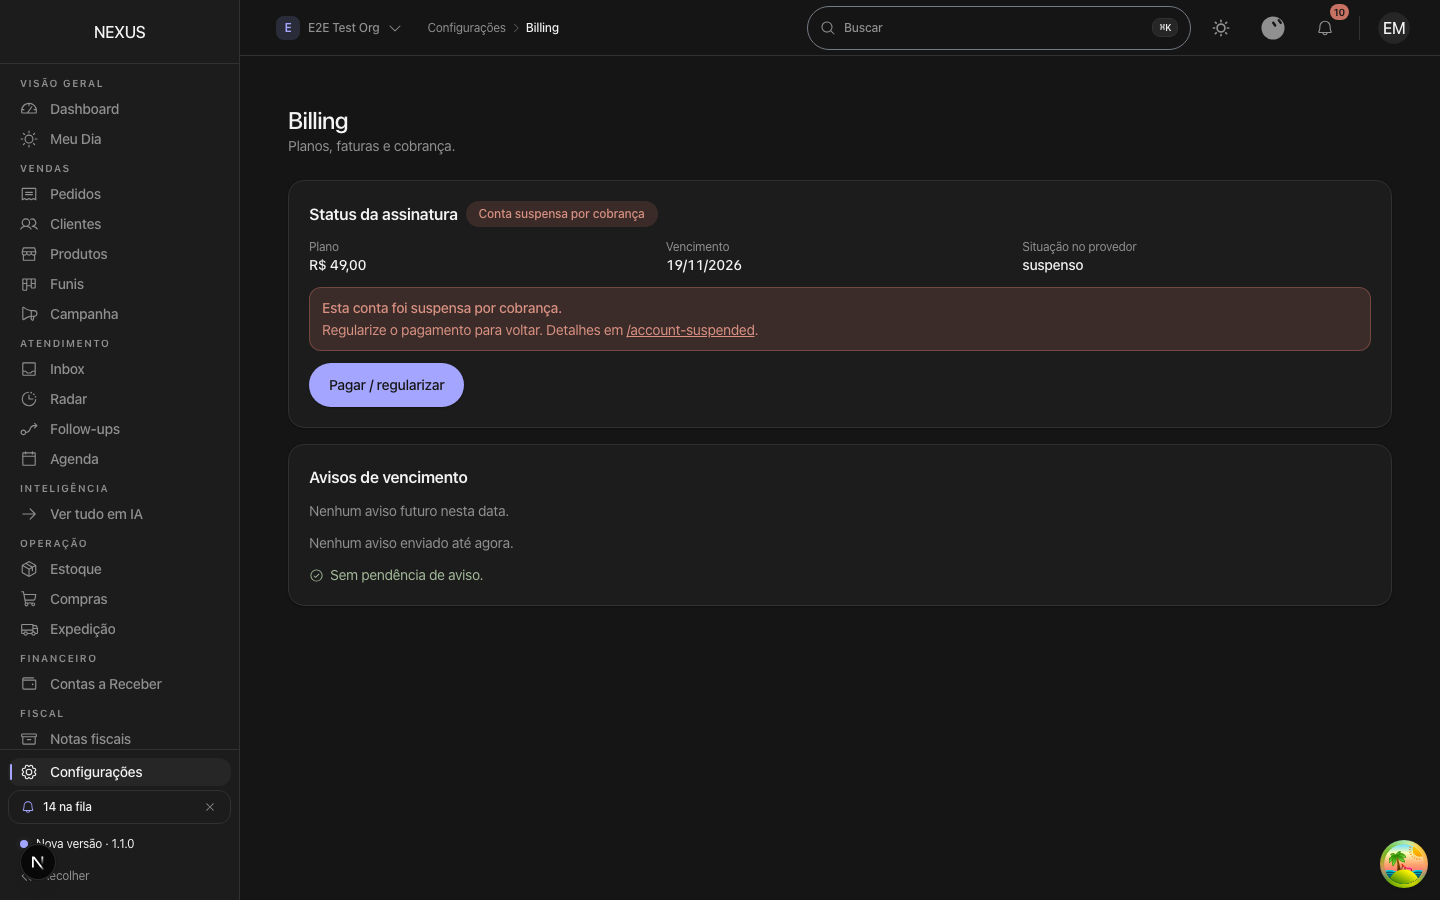 NEXUS
VISÃO GERAL
Dashboard
Meu Dia
VENDAS
Pedidos
Clientes
Produtos
Funis
Campanha
ATENDIMENTO
Inbox
Radar
Follow-ups
Agenda
INTELIGÊNCIA
Ver tudo em IA
OPERAÇÃO
Estoque
Compras
Expedição
FINANCEIRO
Contas a Receber
FISCAL
Notas fiscais
Configurações
14 na fila
Nova versão · 1.1.0
N
ecolher
E E2E Test Org Configurações Billing
Buscar ⌘K
10
EM
Billing
Planos, faturas e cobrança.
Status da assinatura Conta suspensa por cobrança
Plano Vencimento Situação no provedor
R$ 49,00 19/11/2026 suspenso
Esta conta foi suspensa por cobrança.
Regularize o pagamento para voltar. Detalhes em /account-suspended.
Pagar / regularizar
Avisos de vencimento
Nenhum aviso futuro nesta data.
Nenhum aviso enviado até agora.
Sem pendência de aviso.